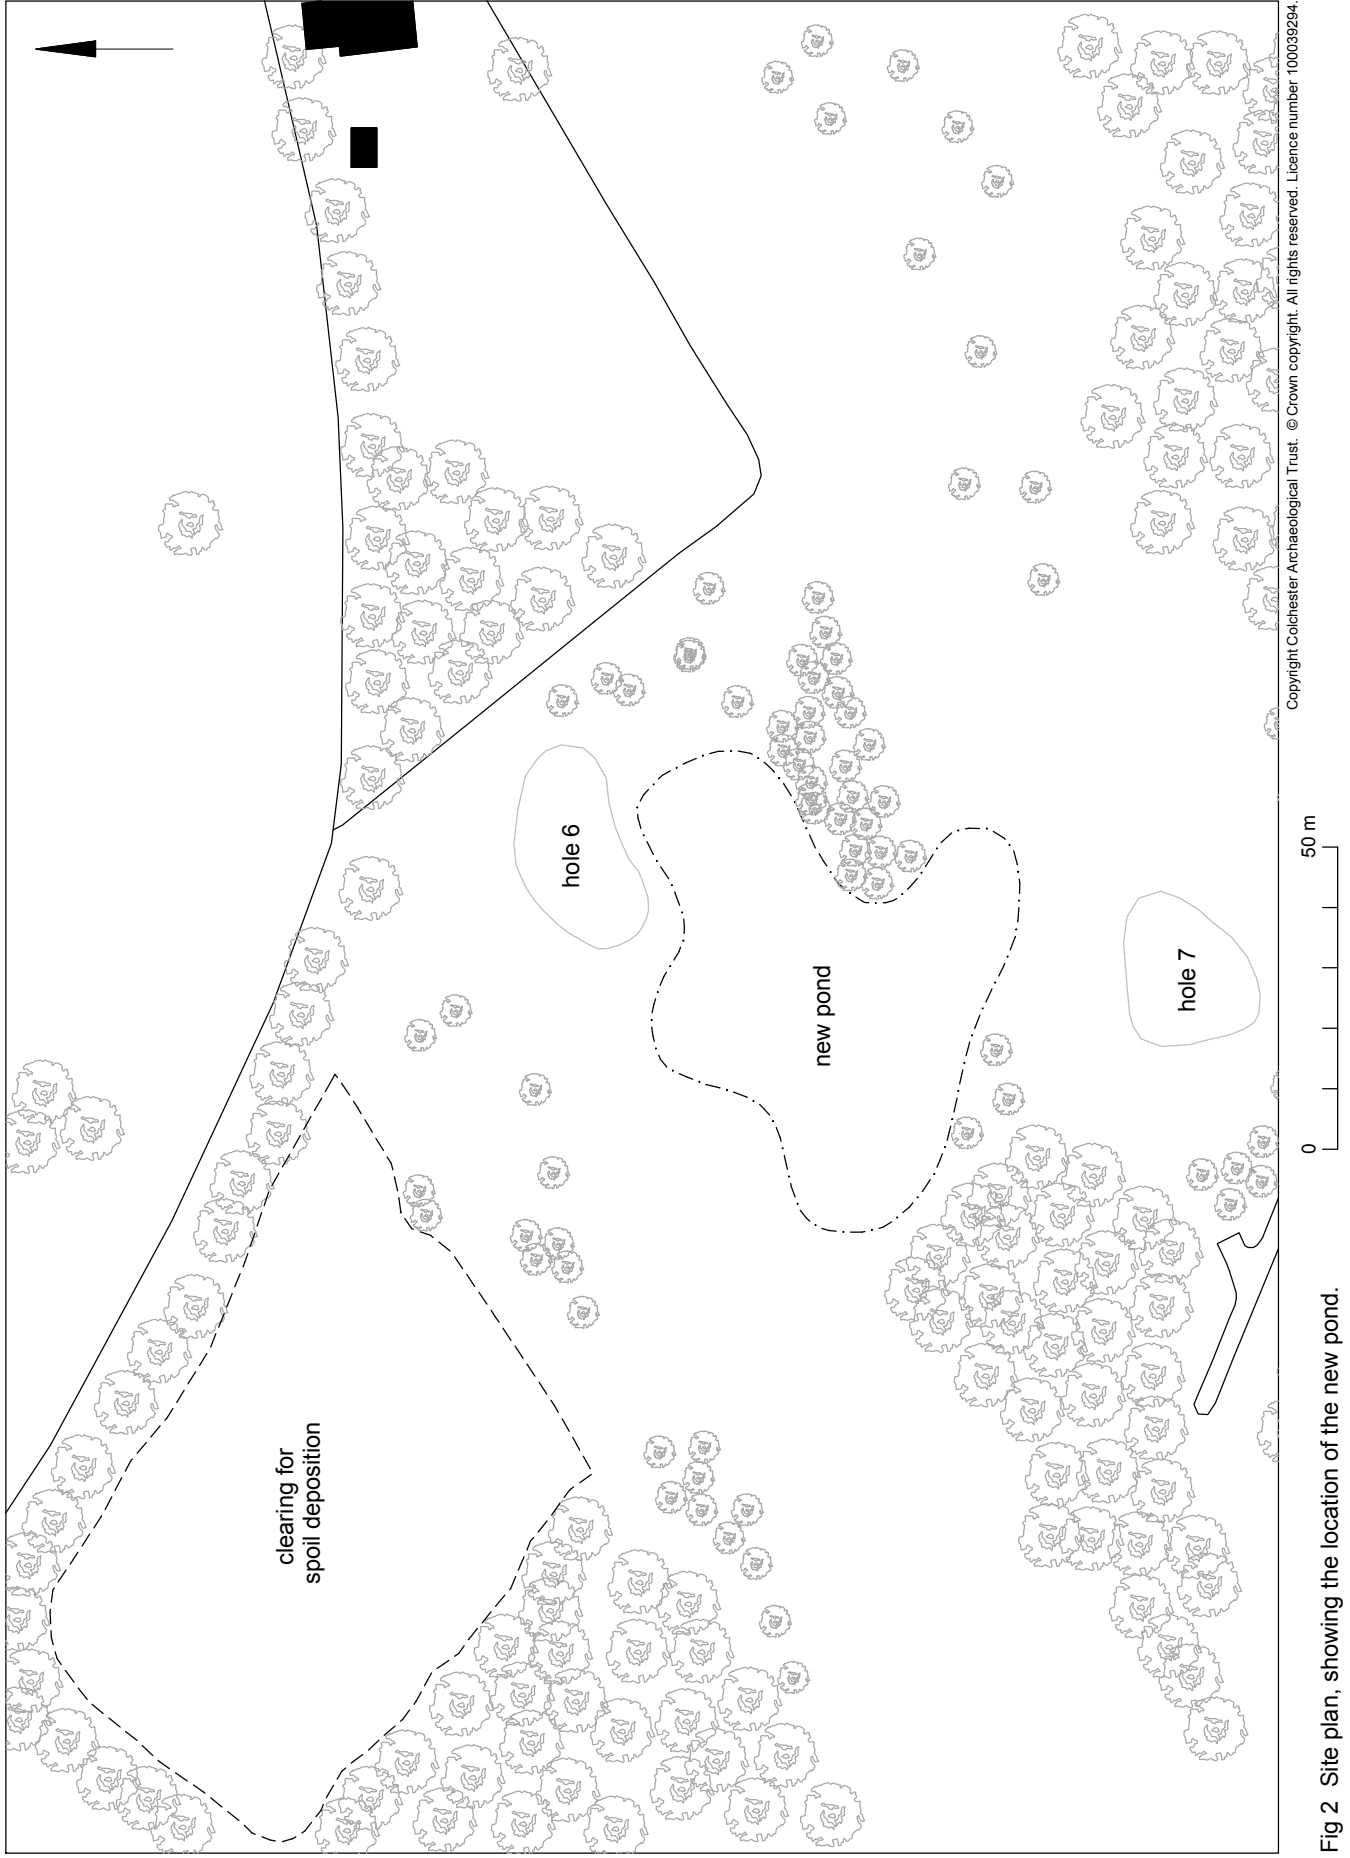 clearing for
spoil deposition
hole 6
new pond
hole 7
0
50 m
Copyright Colchester Archaeological Trust. © Crown copyright. All rights reserved. Licence number 100039294.
Fig 2 Site plan, showing the location of the new pond.